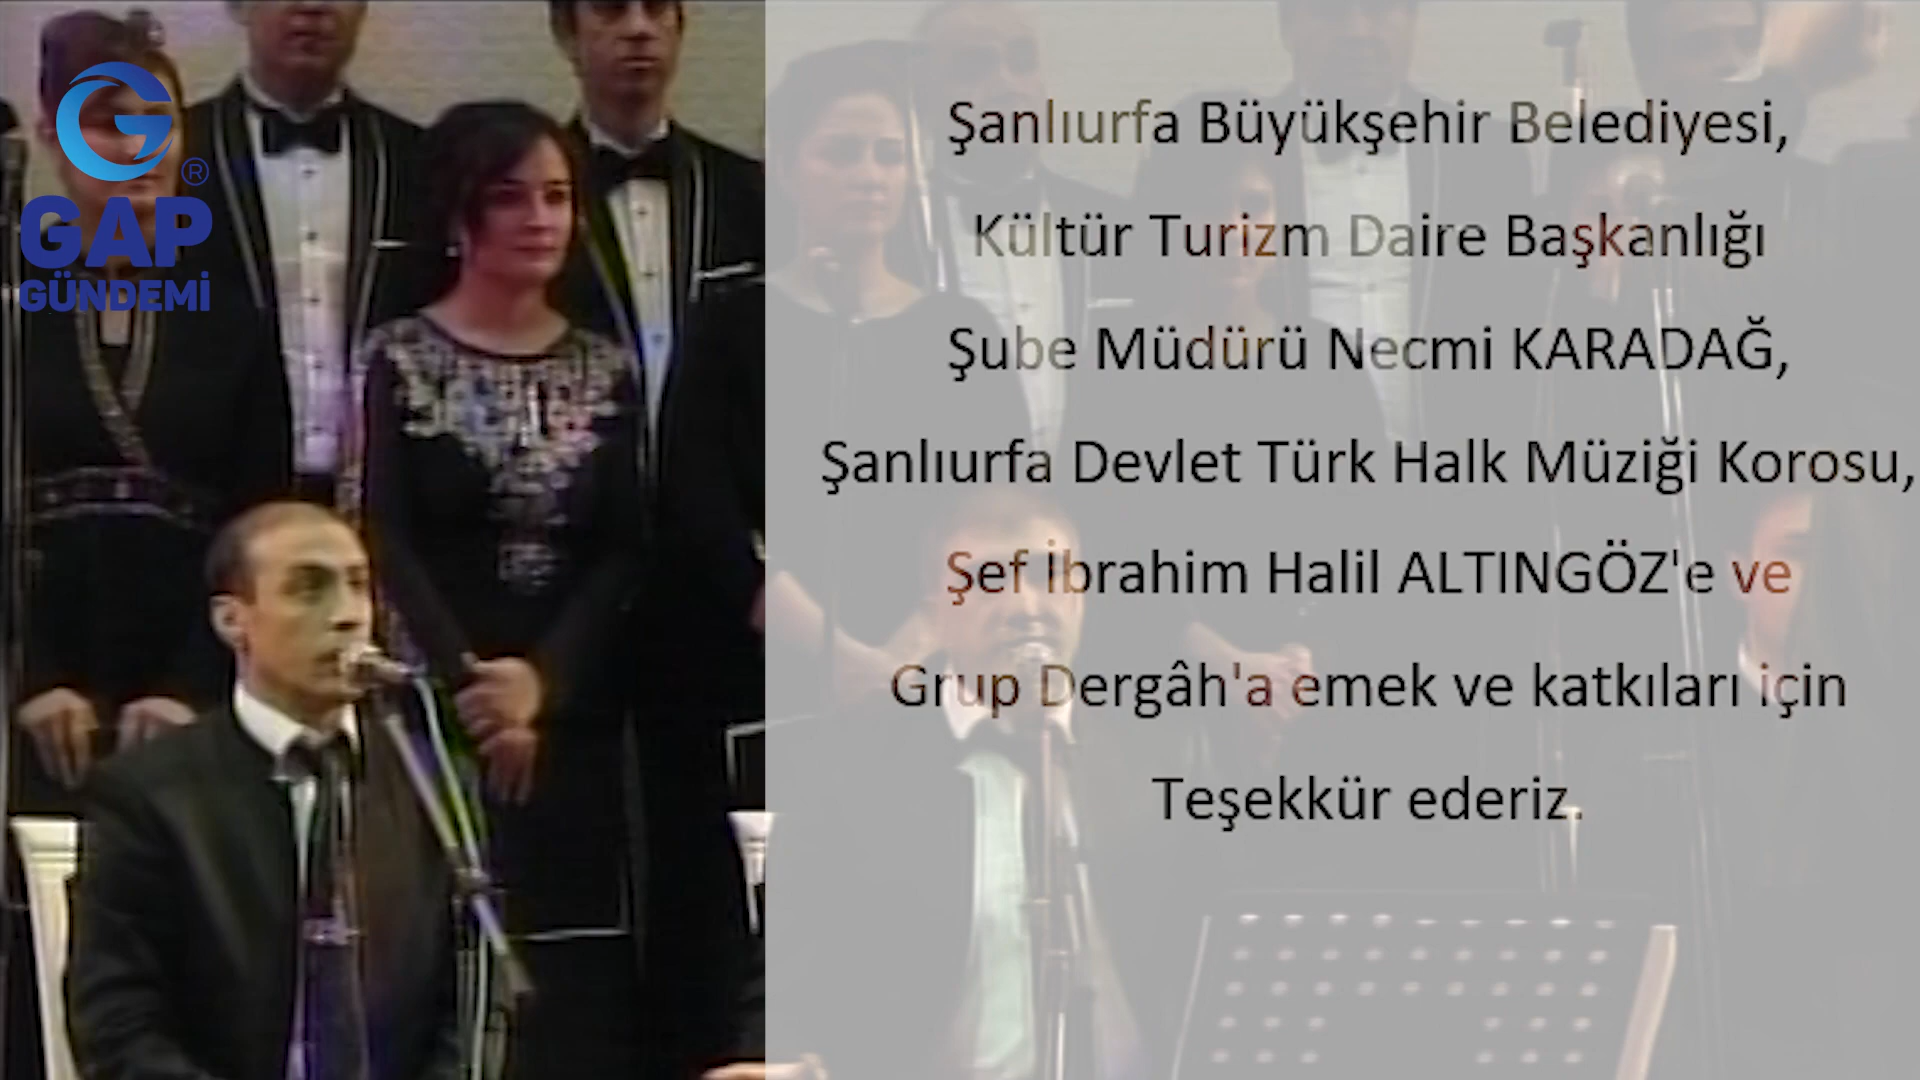 G
®
GAP
GÜNDEMİ
Şanlıurfa Büyükşehir Belediyesi,
Kültür Turizm Daire Başkanlığı
Şube Müdürü Necmi KARADAĞ,
Şanlıurfa Devlet Türk Halk Müziği Korosu,
Şef İbrahim Halil ALTINGÖZ'e ve
Grup Dergâh'a emek ve katkıları için
Teşekkür ederiz.